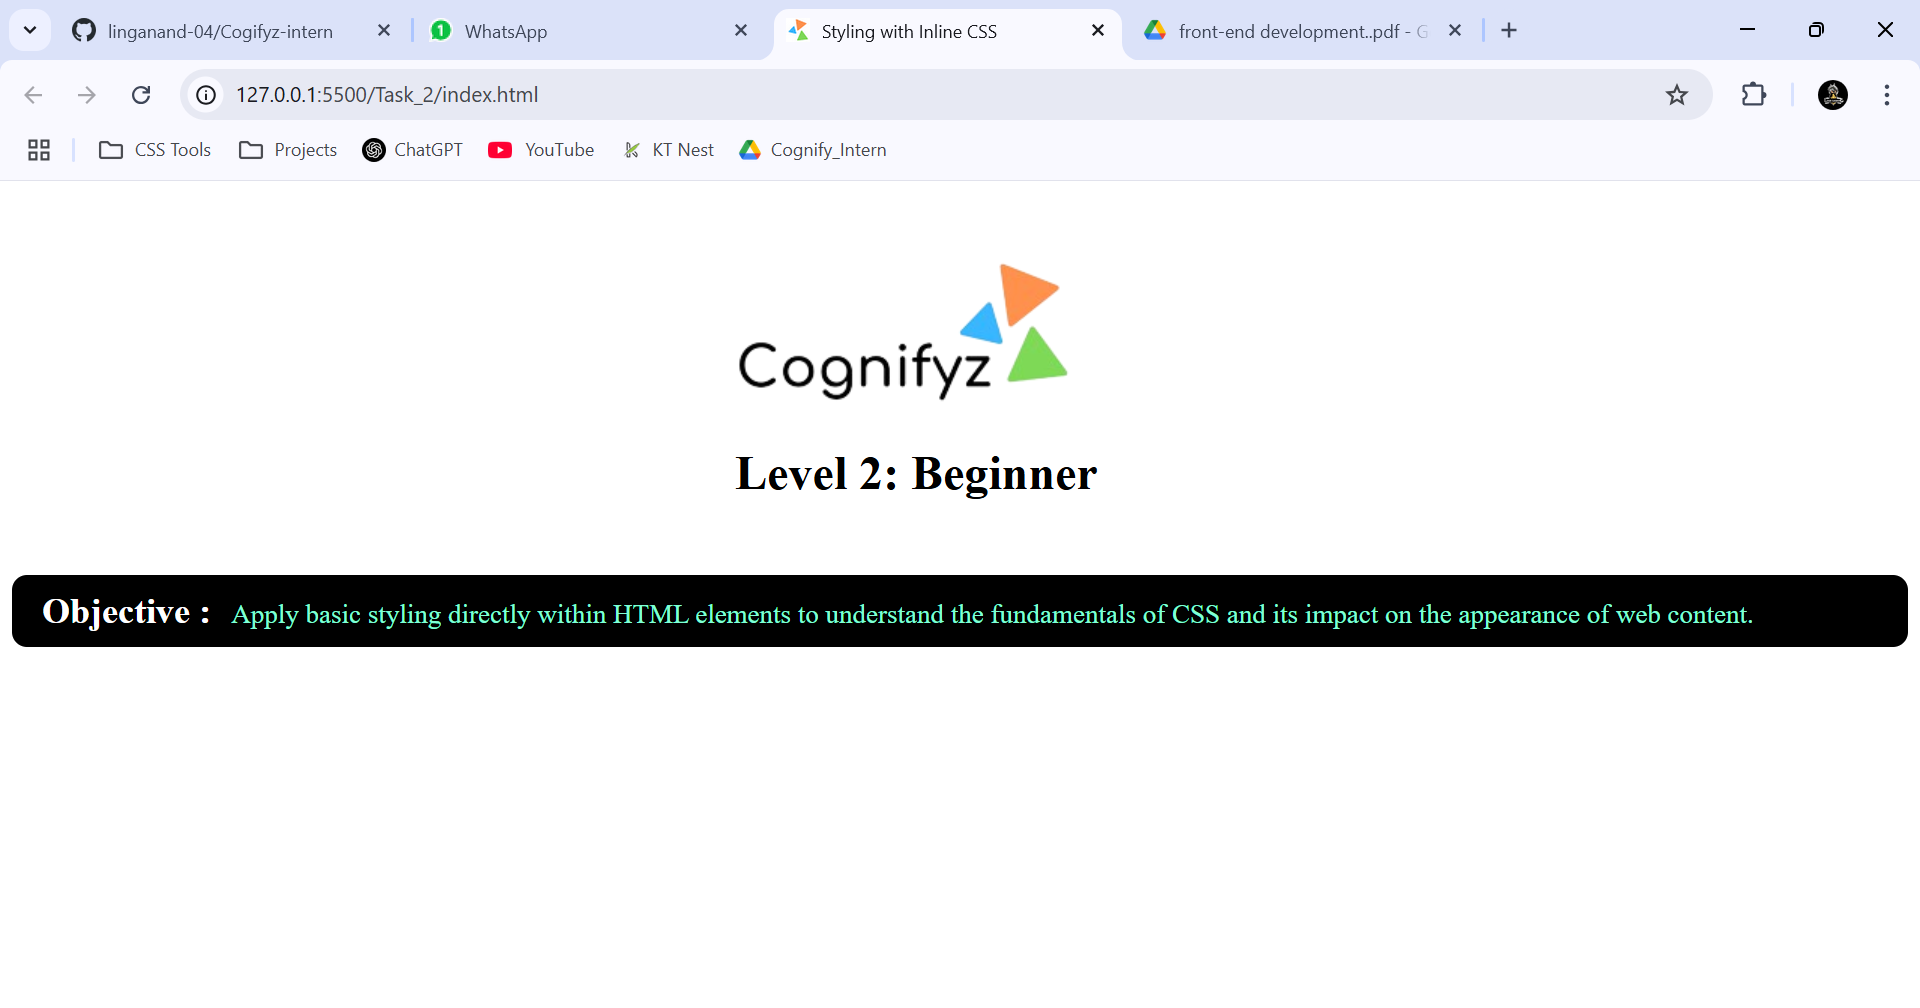 linganand-04/Cogifyz-intern
1
WhatsApp
Styling with Inline CSS
front-end development..pdf - G
127.0.0.1:5500/Task_2/index.html
CSS Tools
Projects
ChatGPT
YouTube
KT Nest
Cognify_Intern
Cognifyz
Level 2: Beginner
Objective : Apply basic styling directly within HTML elements to understand the fundamentals of CSS and its impact on the appearance of web content.